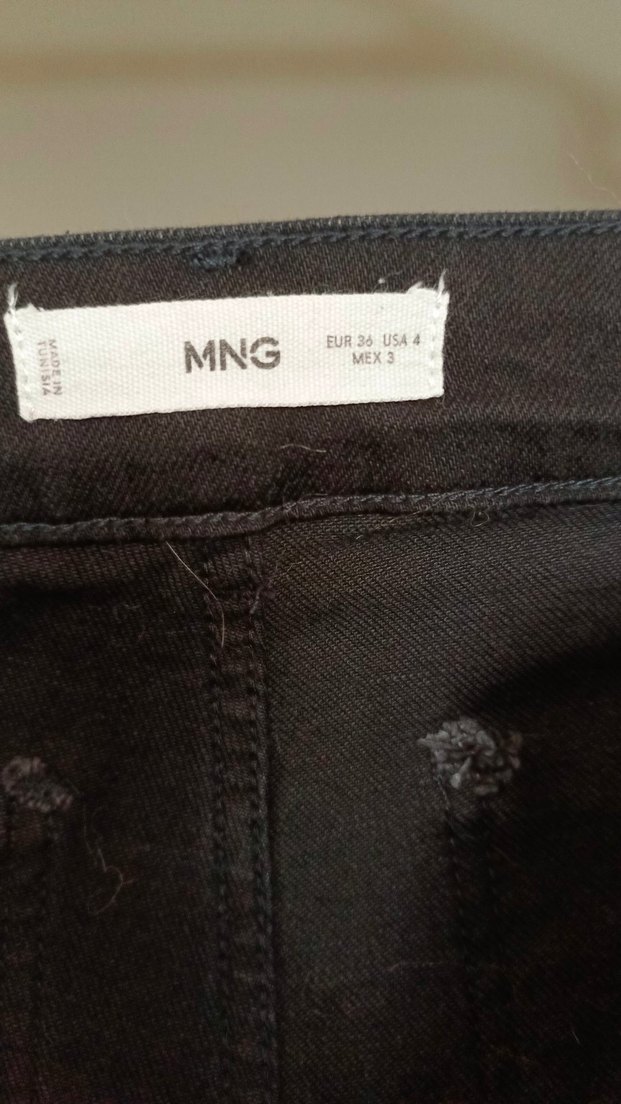 MADE IN
TUNISIA
MNG
EUR 36 USA 4
MEX 3